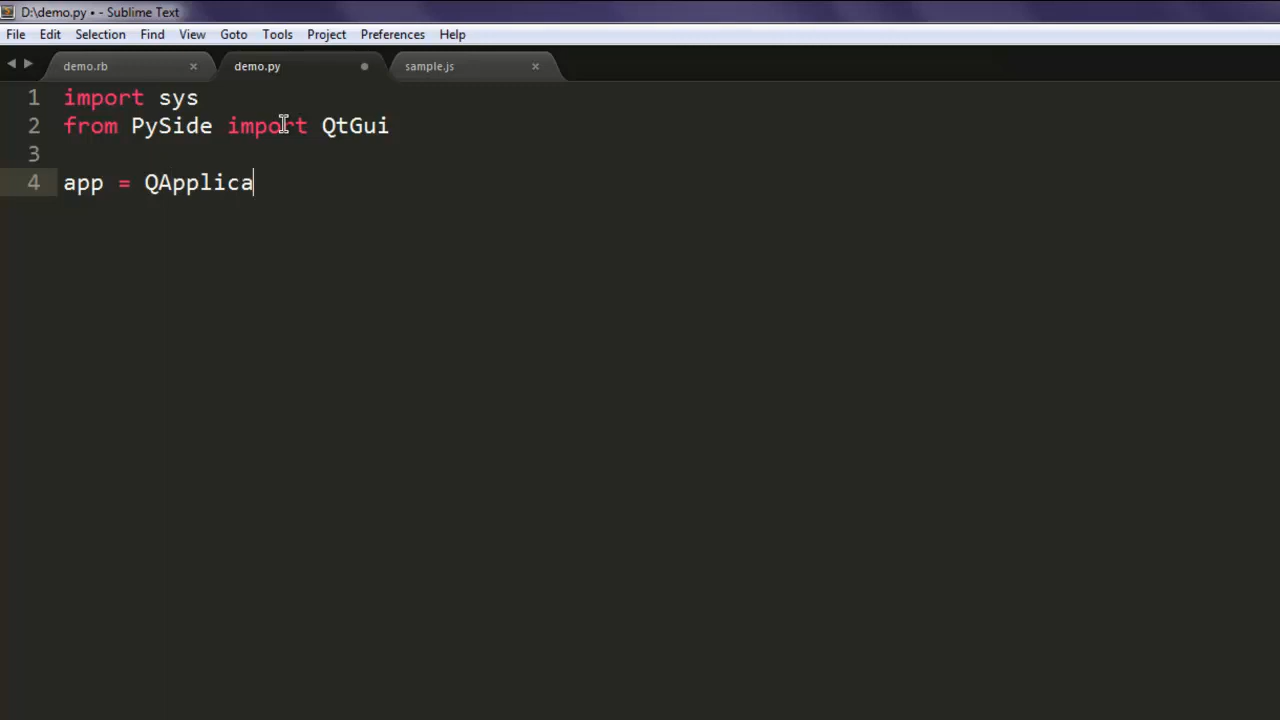 D:\demo.py • - Sublime Text
File Edit Selection Find View Goto Tools Project Preferences Help
demo.rb demo.py sample.js
1 import sys
2 from PySide import QtGui
3
4 app = QApplica